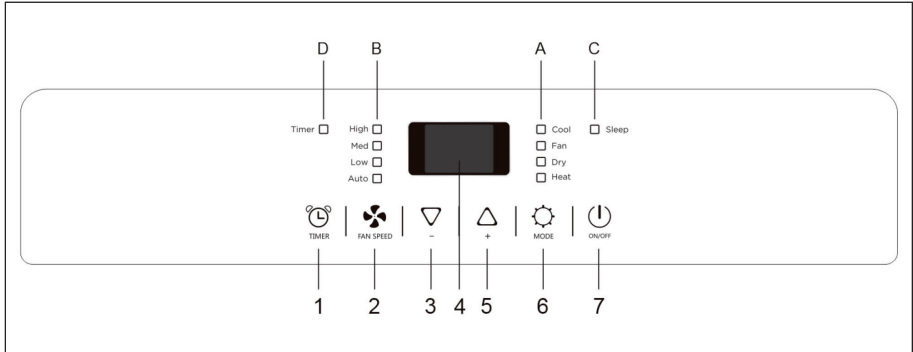 D B A C
Timer High Cool Sleep
Med Fan
Low Dry
Auto Heat
TIMER FAN SPEED − + MODE ON/OFF
1 2 3 4 5 6 7